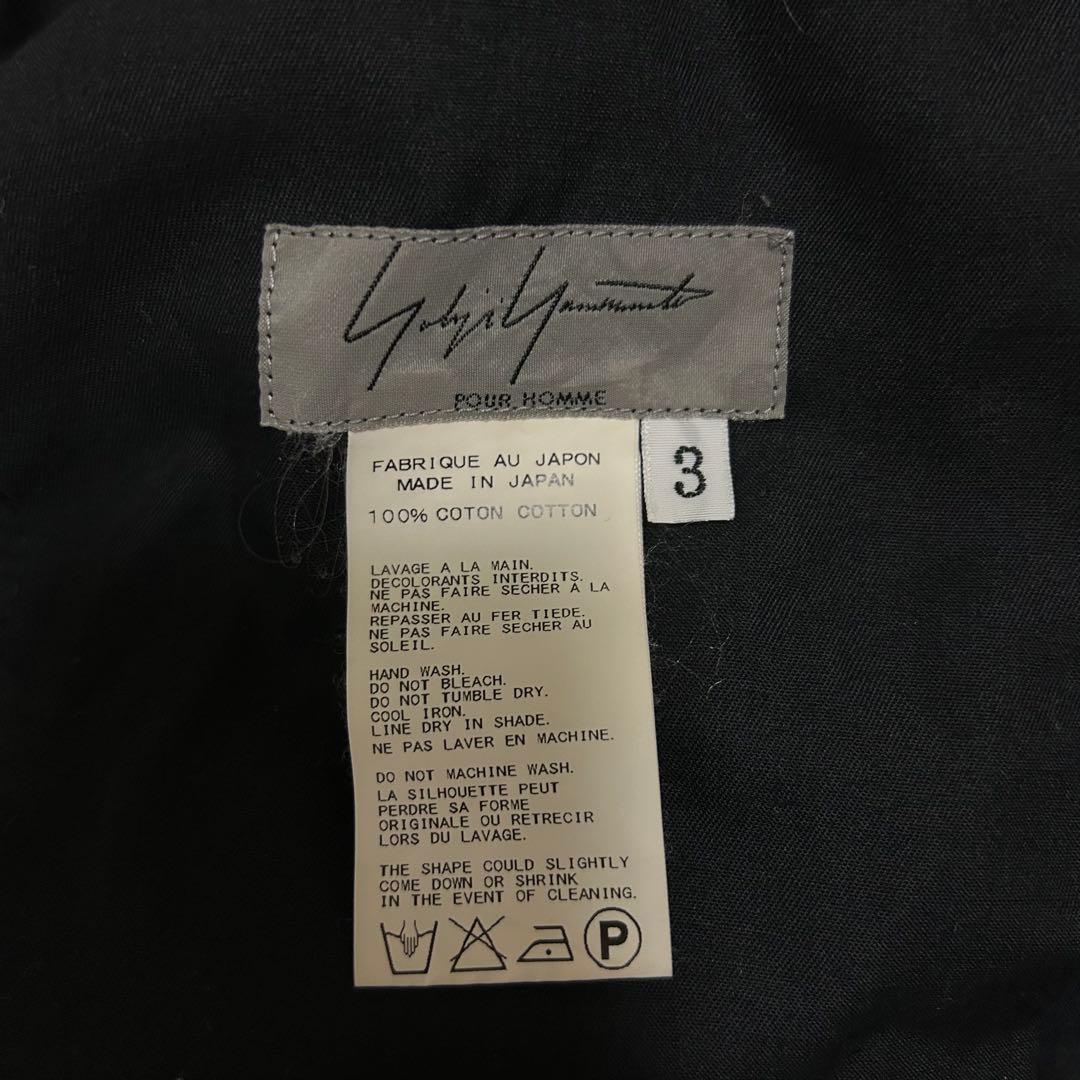 Yohji Yamamoto
POUR HOMME
3
FABRIQUE AU JAPON
MADE IN JAPAN
100% COTON COTTON
LAVAGE A LA MAIN.
DECOLORANTS INTERDITS.
NE PAS FAIRE SECHER A LA
MACHINE.
REPASSER AU FER TIEDE.
NE PAS FAIRE SECHER AU
SOLEIL.
HAND WASH.
DO NOT BLEACH.
DO NOT TUMBLE DRY.
COOL IRON.
LINE DRY IN SHADE.
NE PAS LAVER EN MACHINE.
DO NOT MACHINE WASH.
LA SILHOUETTE PEUT
PERDRE SA FORME
ORIGINALE OU RETRECIR
LORS DU LAVAGE.
THE SHAPE COULD SLIGHTLY
COME DOWN OR SHRINK
IN THE EVENT OF CLEANING.
P